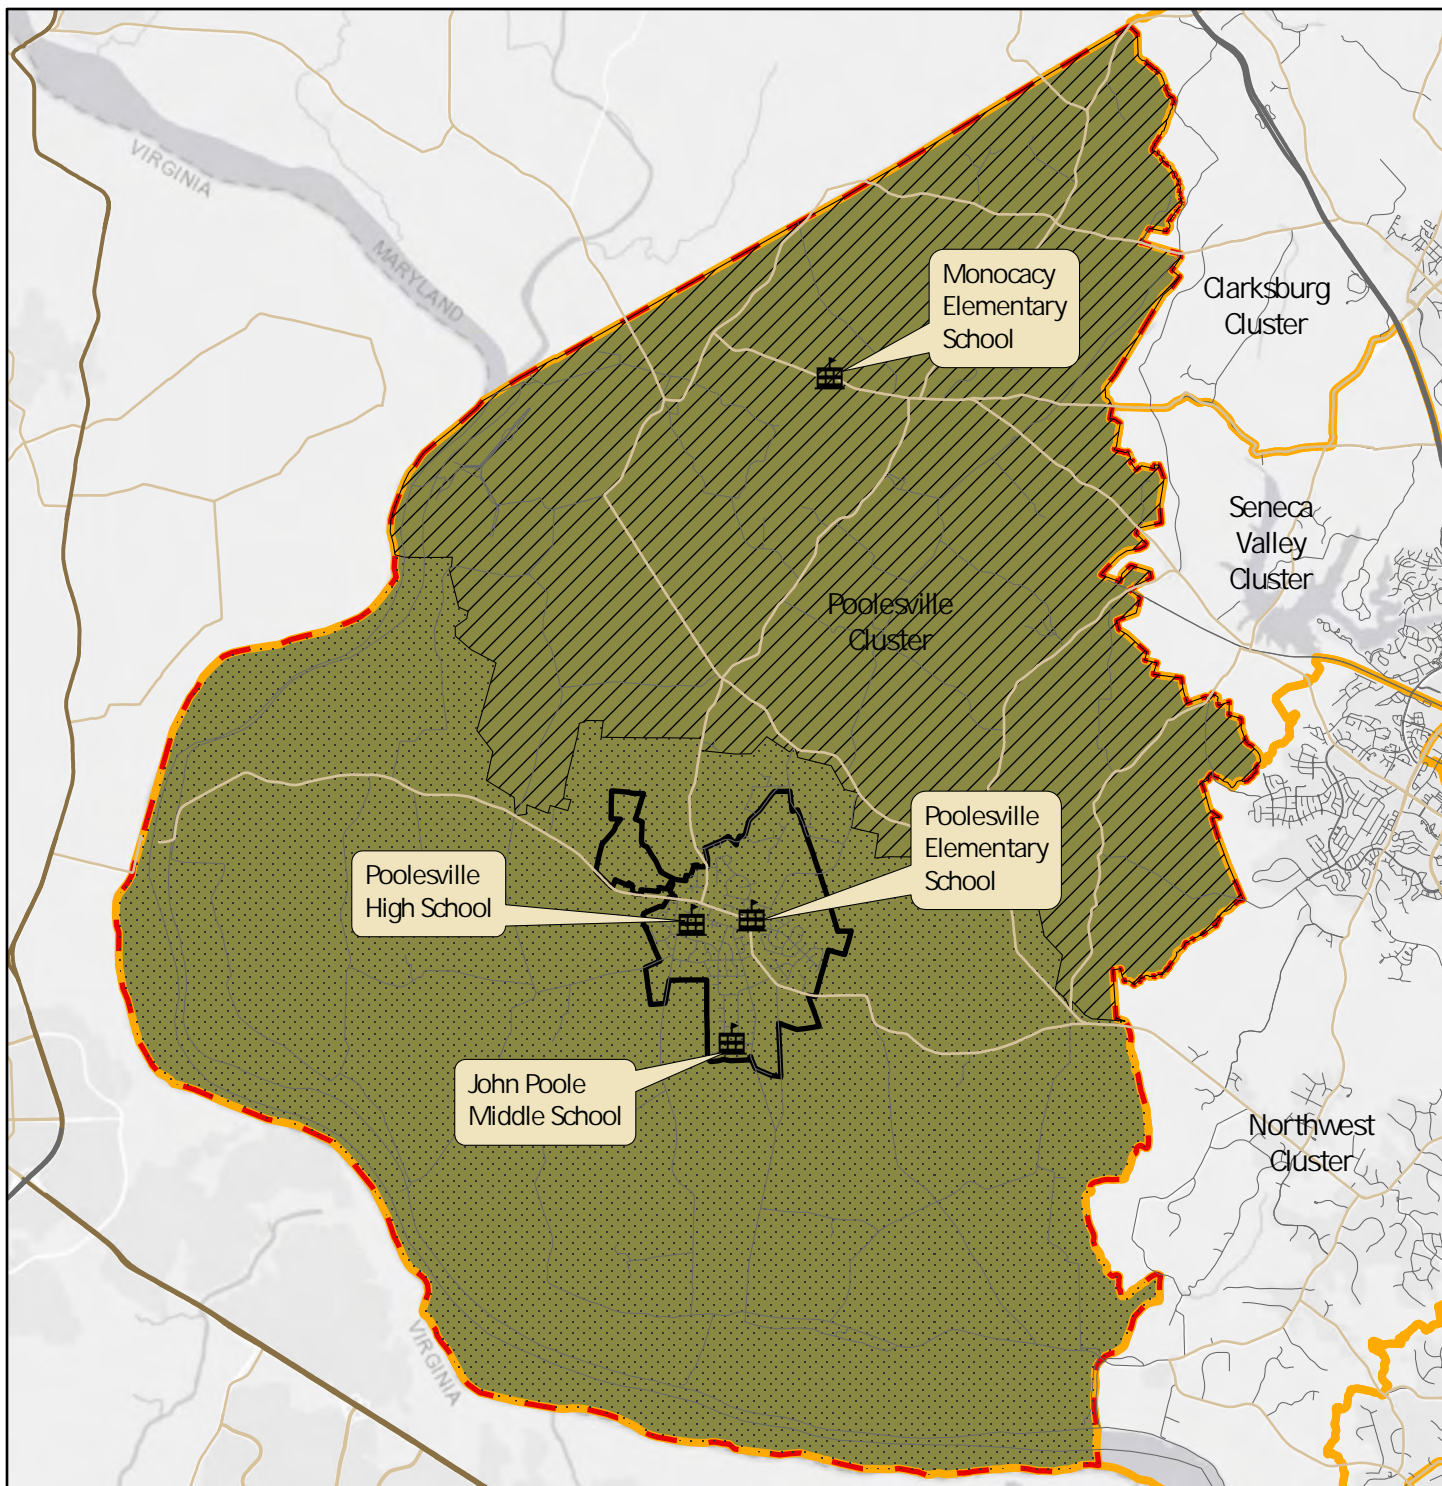 VIRGINIA
MARYLAND
Monocacy
Elementary
School
Clarksburg
Cluster
Seneca
Valley
Cluster
Poolesville
Cluster
Poolesville
Elementary
School
Poolesville
High School
John Poole
Middle School
Northwest
Cluster
VIRGINIA